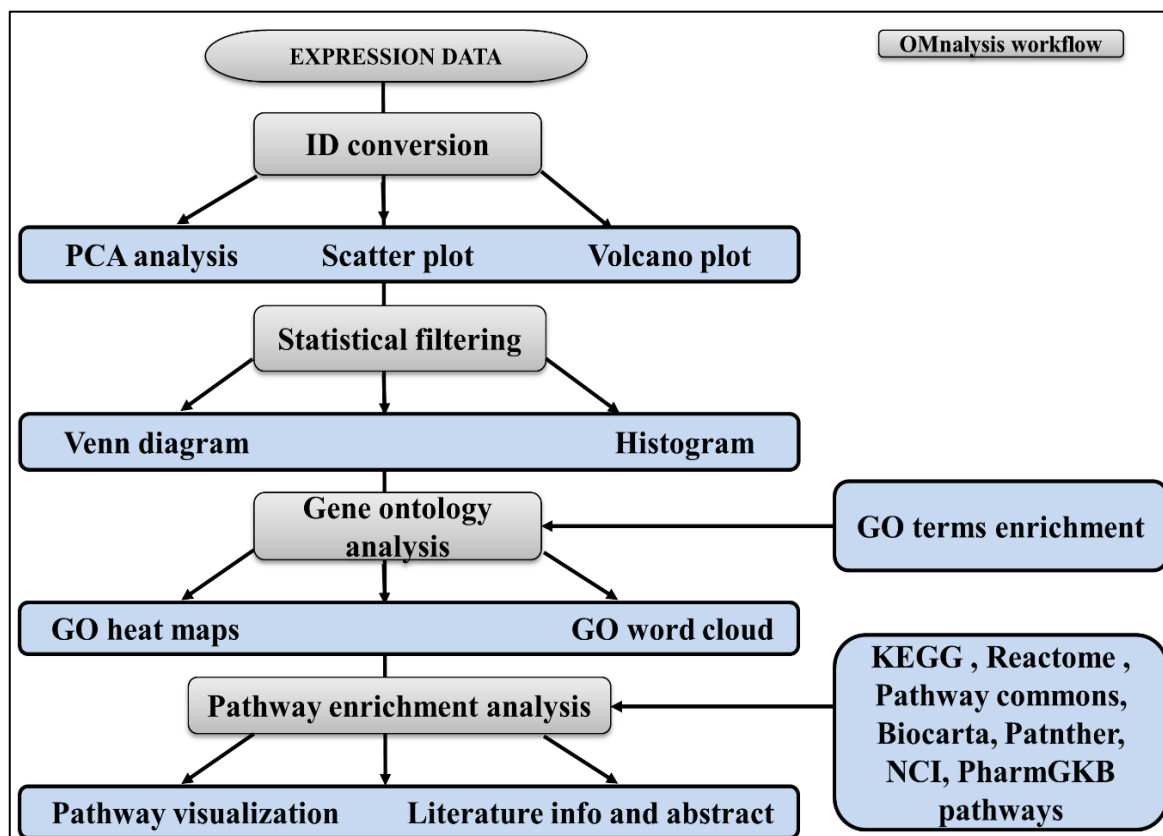 EXPRESSION DATA
OMnalysis workflow
ID conversion
PCA analysis Scatter plot Volcano plot
Statistical filtering
Venn diagram Histogram
Gene ontology
analysis
GO terms enrichment
GO heat maps GO word cloud
KEGG , Reactome ,
Pathway commons,
Biocarta, Patnther,
NCI, PharmGKB
pathways
Pathway enrichment analysis
Pathway visualization Literature info and abstract